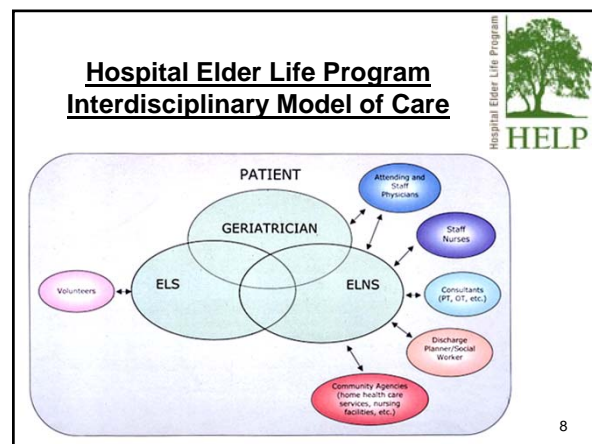 Hospital Elder Life Program
Interdisciplinary Model of Care
Hospital Elder Life Program
HELP
PATIENT
GERIATRICIAN
ELS
ELNS
Volunteers
Attending and
Staff
Physicians
Staff
Nurses
Consultants
(PT, OT, etc.)
Discharge
Planner/Social
Worker
Community Agencies
(home health care
services, nursing
facilities, etc.)
8